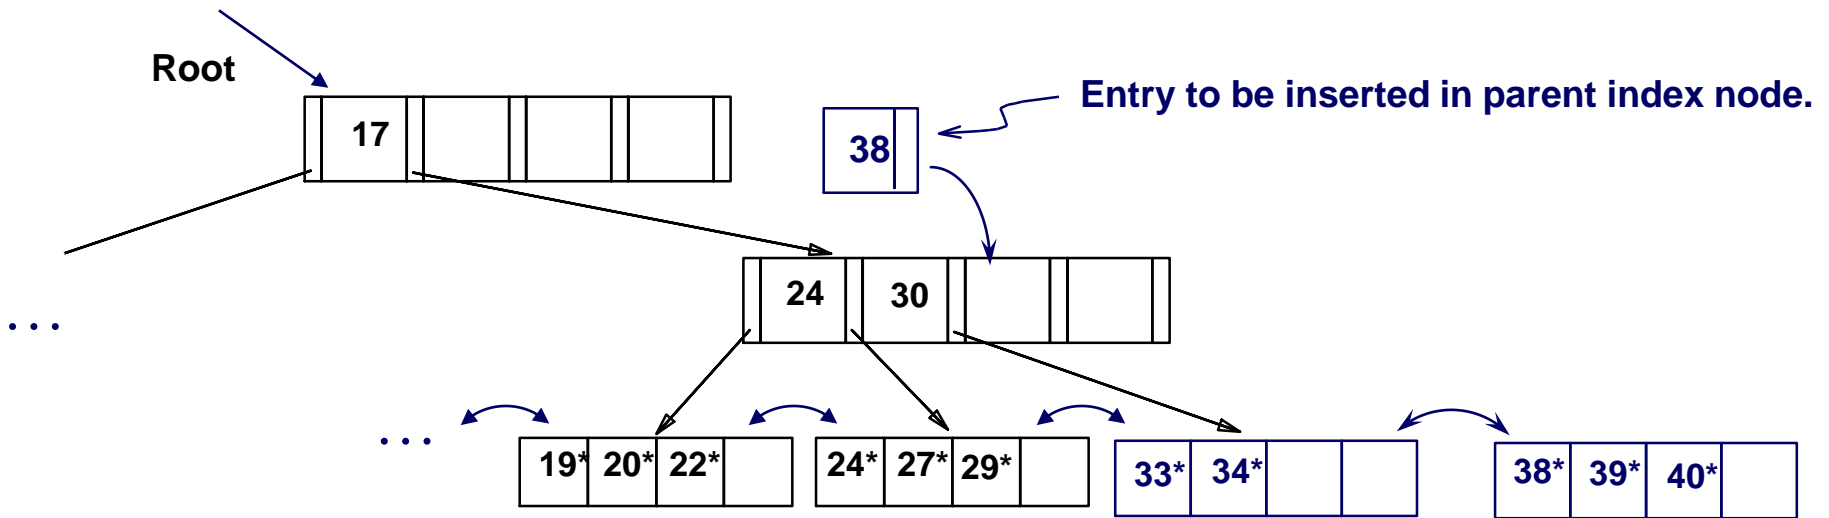 Root
Entry to be inserted in parent index node.
17
38
24 30
. . .
. . .
19* 20* 22* 24* 27* 29* 33* 34* 38* 39* 40*